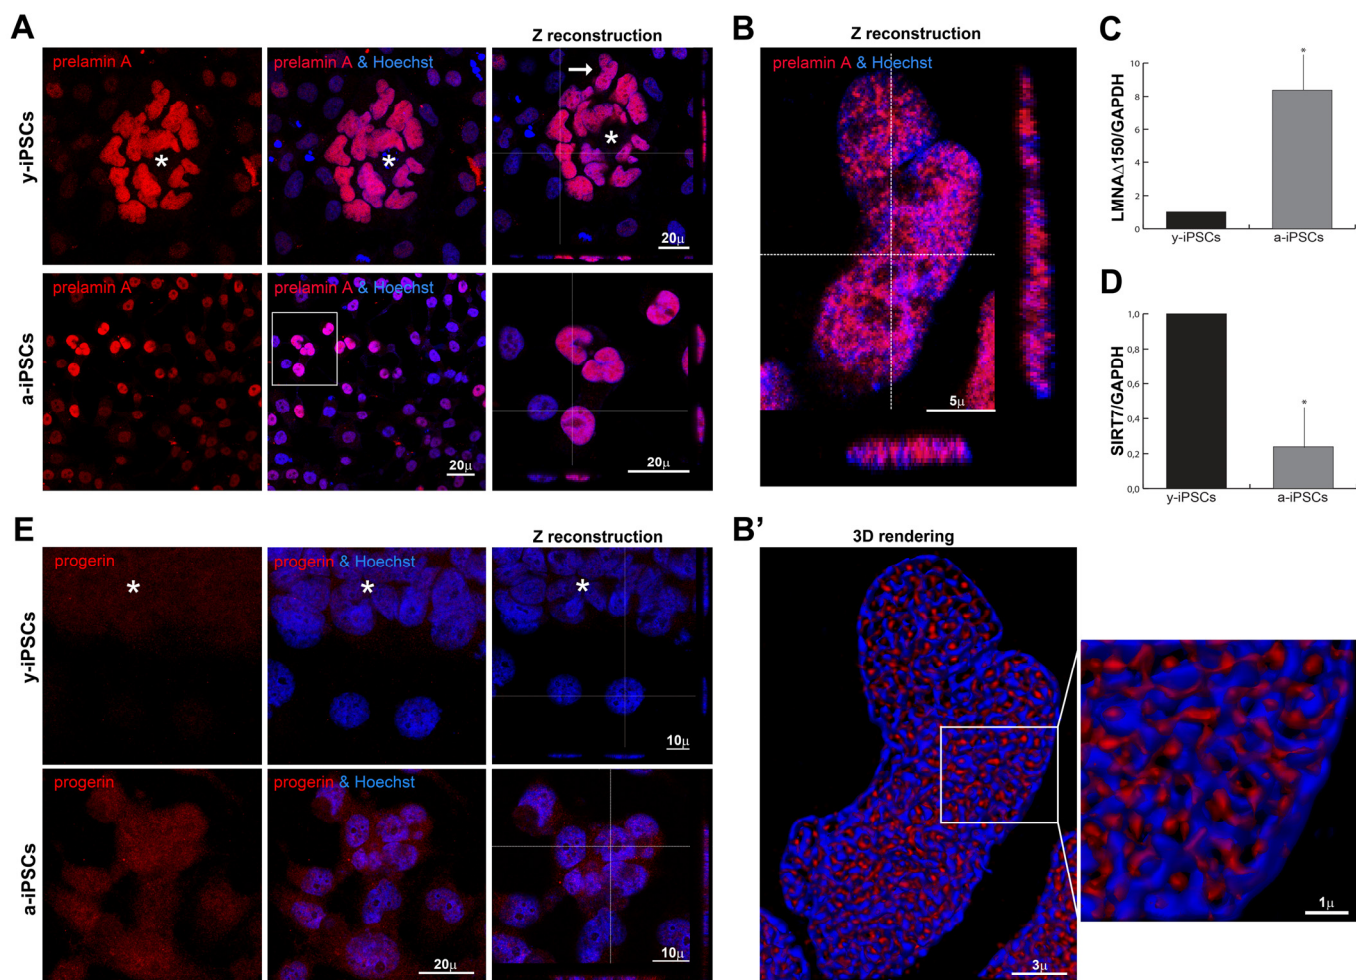 A
Z reconstruction
y-iPSCs
prelamin A
prelamin A & Hoechst
*
*
*
20µ
a-iPSCs
prelamin A
prelamin A & Hoechst
20µ
20µ
B
Z reconstruction
prelamin A & Hoechst
5µ
C
LMNAΔ150/GAPDH
10
8
6
4
2
0
*
y-iPSCs
a-iPSCs
D
SIRT7/GAPDH
1,0
0,8
0,6
0,4
0,2
0,0
*
y-iPSCs
a-iPSCs
E
Z reconstruction
y-iPSCs
progerin
progerin & Hoechst
*
*
*
10µ
a-iPSCs
progerin
progerin & Hoechst
20µ
10µ
B’
3D rendering
3µ
1µ